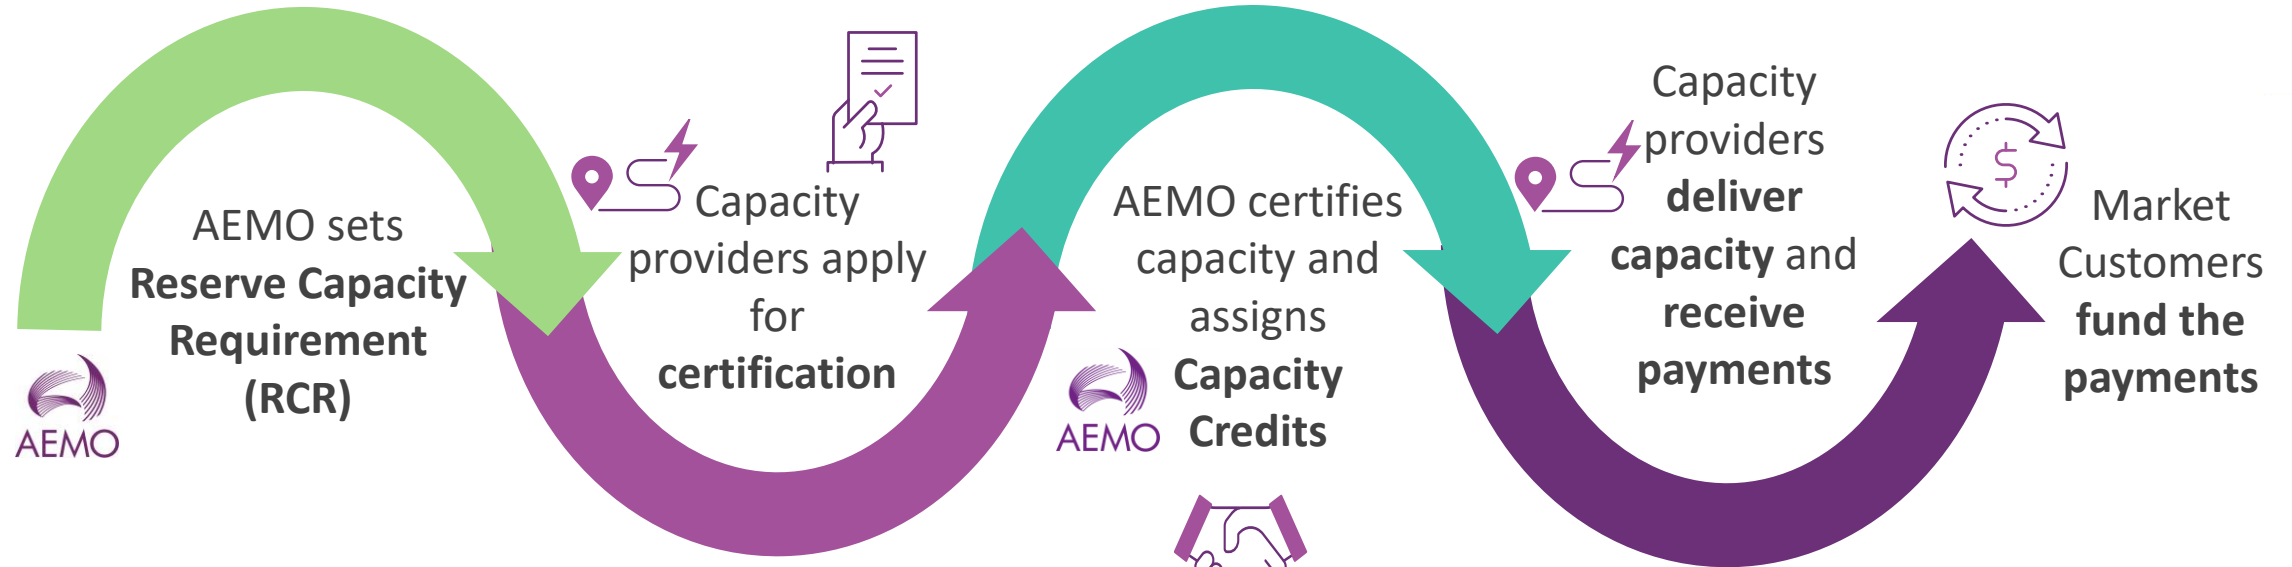 AEMO sets
Reserve Capacity
Requirement
(RCR)
AEMO
Capacity
providers apply
for
certification
AEMO certifies
capacity and
assigns
Capacity
Credits
AEMO
Capacity
providers
deliver
capacity and
receive
payments
$
Market
Customers
fund the
payments